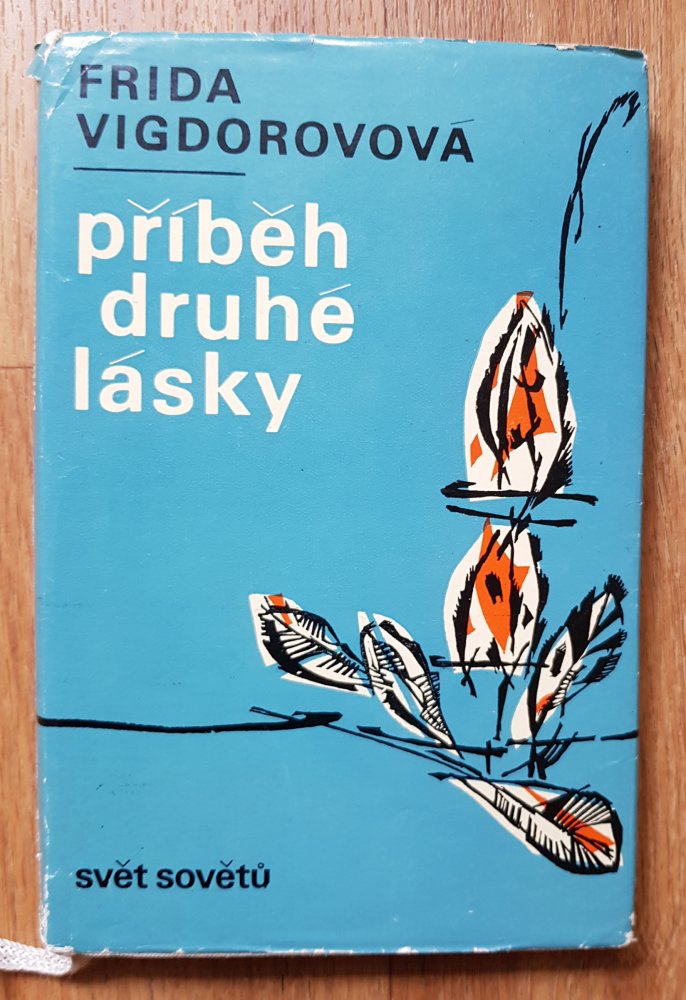 FRIDA
VIGDOROVOVÁ
příběh
druhé
lásky
svět sovětů